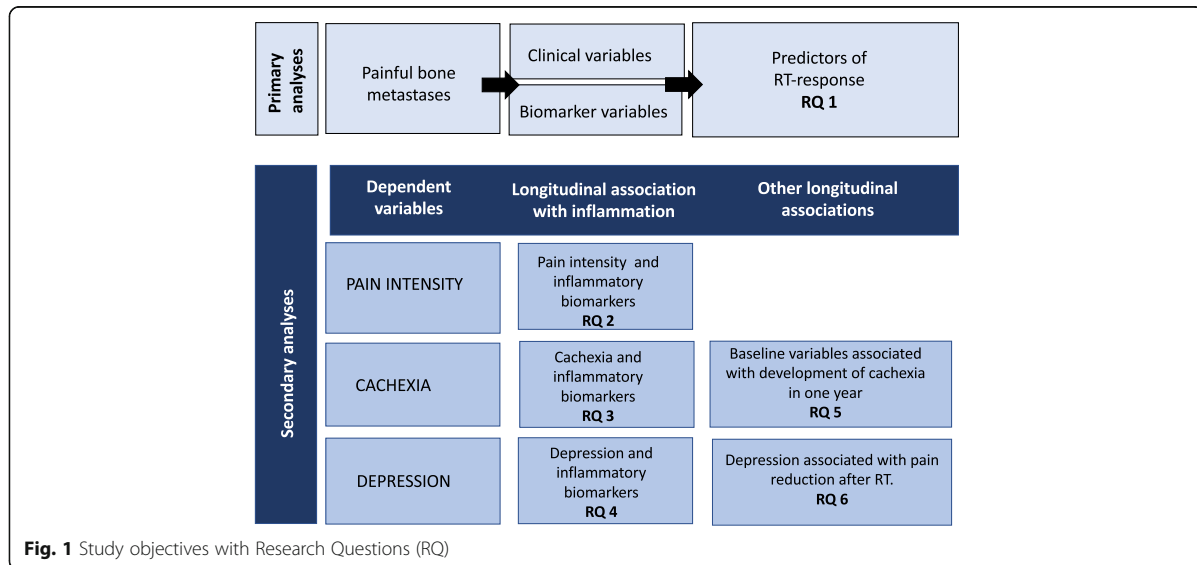 Primary
analyses
Painful bone
metastases
Clinical variables
Biomarker variables
Predictors of
RT-response
RQ 1
Secondary analyses
Dependent
variables
Longitudinal association
with inflammation
Other longitudinal
associations
PAIN INTENSITY
Pain intensity and
inflammatory
biomarkers
RQ 2
CACHEXIA
Cachexia and
inflammatory
biomarkers
RQ 3
Baseline variables associated
with development of cachexia
in one year
RQ 5
DEPRESSION
Depression and
inflammatory
biomarkers
RQ 4
Depression associated with pain
reduction after RT.
RQ 6
Fig. 1 Study objectives with Research Questions (RQ)